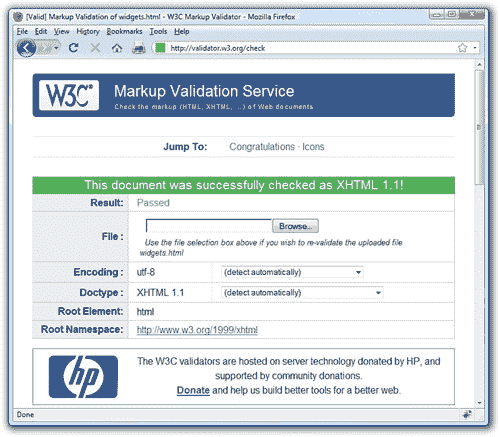 [Valid] Markup Validation of widgets.html - W3C Markup Validator - Mozilla Firefox
File Edit View History Bookmarks Tools Help
http://validator.w3.org/check
W3C® Markup Validation Service
Check the markup (HTML, XHTML, ...) of Web documents
Jump To: Congratulations · Icons
This document was successfully checked as XHTML 1.1!
Result: Passed
File : Browse...
Use the file selection box above if you wish to re-validate the uploaded file
widgets.html
Encoding : utf-8 (detect automatically)
Doctype : XHTML 1.1 (detect automatically)
Root Element: html
Root Namespace: http://www.w3.org/1999/xhtml
hp
The W3C validators are hosted on server technology donated by HP, and
supported by community donations.
Donate and help us build better tools for a better web.
Done